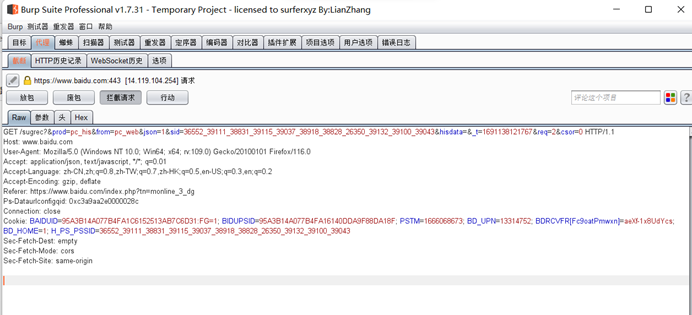 Burp Suite Professional v1.7.31 - Temporary Project - licensed to surferxyz By:LianZhang
Burp 测试器 重发器 窗口 帮助
目标 代理 蜘蛛 扫描器 测试器 重发器 定序器 编码器 对比器 插件扩展 项目选项 用户选项 错误日志
截断 HTTP历史记录 WebSocket历史 选项
https://www.baidu.com:443 [14.119.104.254] 请求
放包 废包 拦截请求 行动 评论这个项目 ?
Raw 参数 头 Hex
GET /sugrec?&prod=pc_his&from=pc_web&json=1&sid=36552_39111_38831_39115_39037_38918_38828_26350_39132_39100_39043&hisdata=&_t=1691138121767&req=2&csor=0 HTTP/1.1
Host: www.baidu.com
User-Agent: Mozilla/5.0 (Windows NT 10.0; Win64; x64; rv:109.0) Gecko/20100101 Firefox/116.0
Accept: application/json, text/javascript, */*; q=0.01
Accept-Language: zh-CN,zh;q=0.8,zh-TW;q=0.7,zh-HK;q=0.5,en-US;q=0.3,en;q=0.2
Accept-Encoding: gzip, deflate
Referer: https://www.baidu.com/index.php?tn=monline_3_dg
Ps-Dataurlconfigqid: 0xc3a9aa2e0000028c
Connection: close
Cookie: BAIDUID=95A3B14A077B4FA1C6152513AB7C6D31:FG=1; BIDUPSID=95A3B14A077B4FA16140DDA9F88DA18F; PSTM=1666068673; BD_UPN=13314752; BDRCVFR[Fc9oatPmwxn]=aeXf-1x8UdYcs;
BD_HOME=1; H_PS_PSSID=36552_39111_38831_39115_39037_38918_38828_26350_39132_39100_39043
Sec-Fetch-Dest: empty
Sec-Fetch-Mode: cors
Sec-Fetch-Site: same-origin